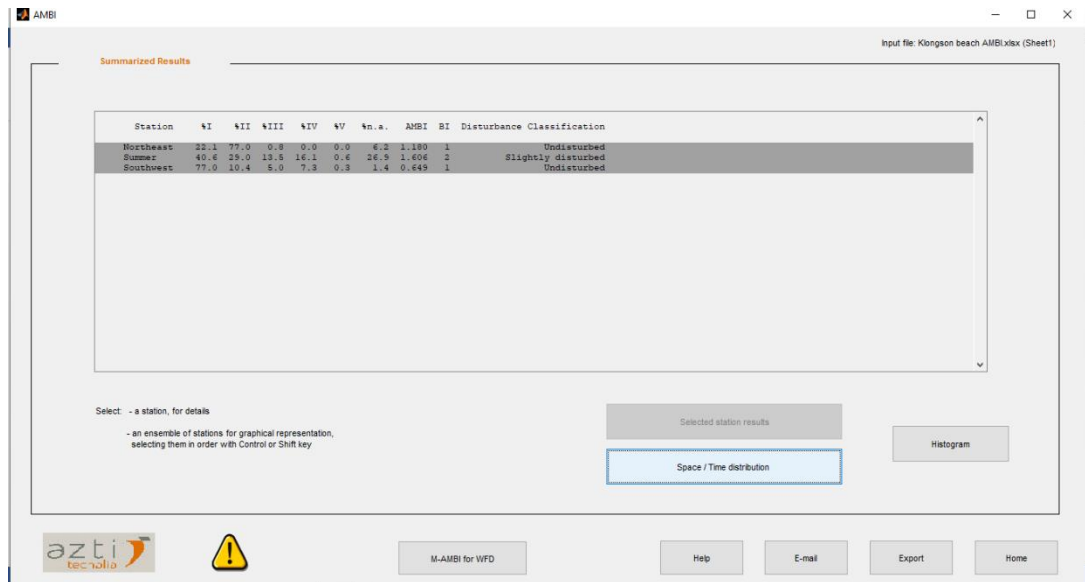 AMBI
Input file: Klongson beach AMBI.xlsx (Sheet1)
Summarized Results
Station %I %II %III %IV %V %n.a. AMBI BI Disturbance Classification
Northeast 22.1 77.0 0.8 0.0 0.0 6.2 1.180 1 Undisturbed
Summer 40.6 29.0 13.5 16.1 0.6 26.9 1.606 2 Slightly disturbed
Southwest 77.0 10.4 5.0 7.3 0.3 1.4 0.649 1 Undisturbed
Select: - a station, for details
- an ensemble of stations for graphical representation,
selecting them in order with Control or Shift key
Selected station results
Space / Time distribution
Histogram
azti
tecnalia
M-AMBI for WFD
Help
E-mail
Export
Home